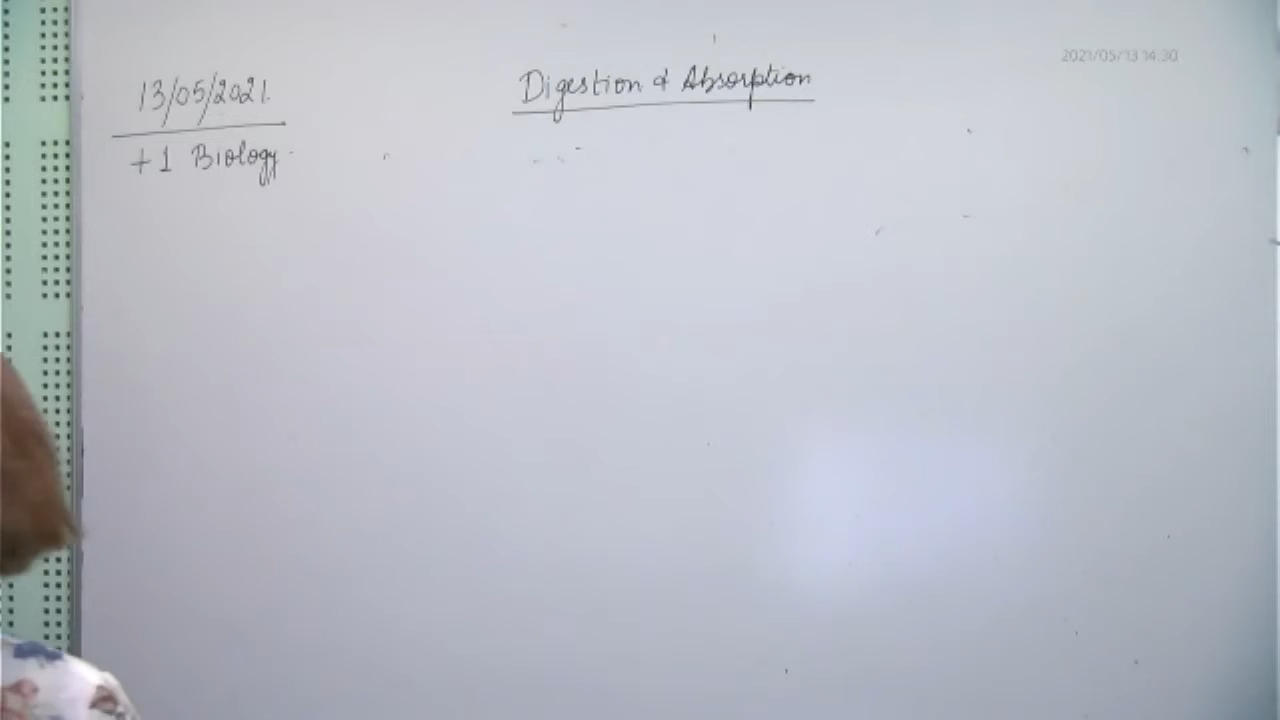 2021/05/13 14:30
13/05/2021.
Digestion & Absorption
+1 Biology